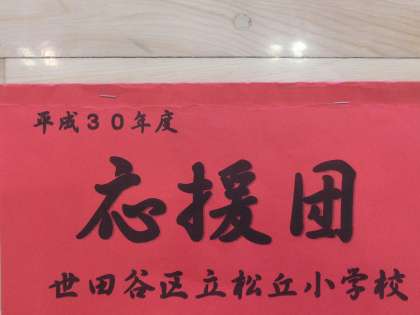 平成３０年度
応援団
世田谷区立松丘小学校